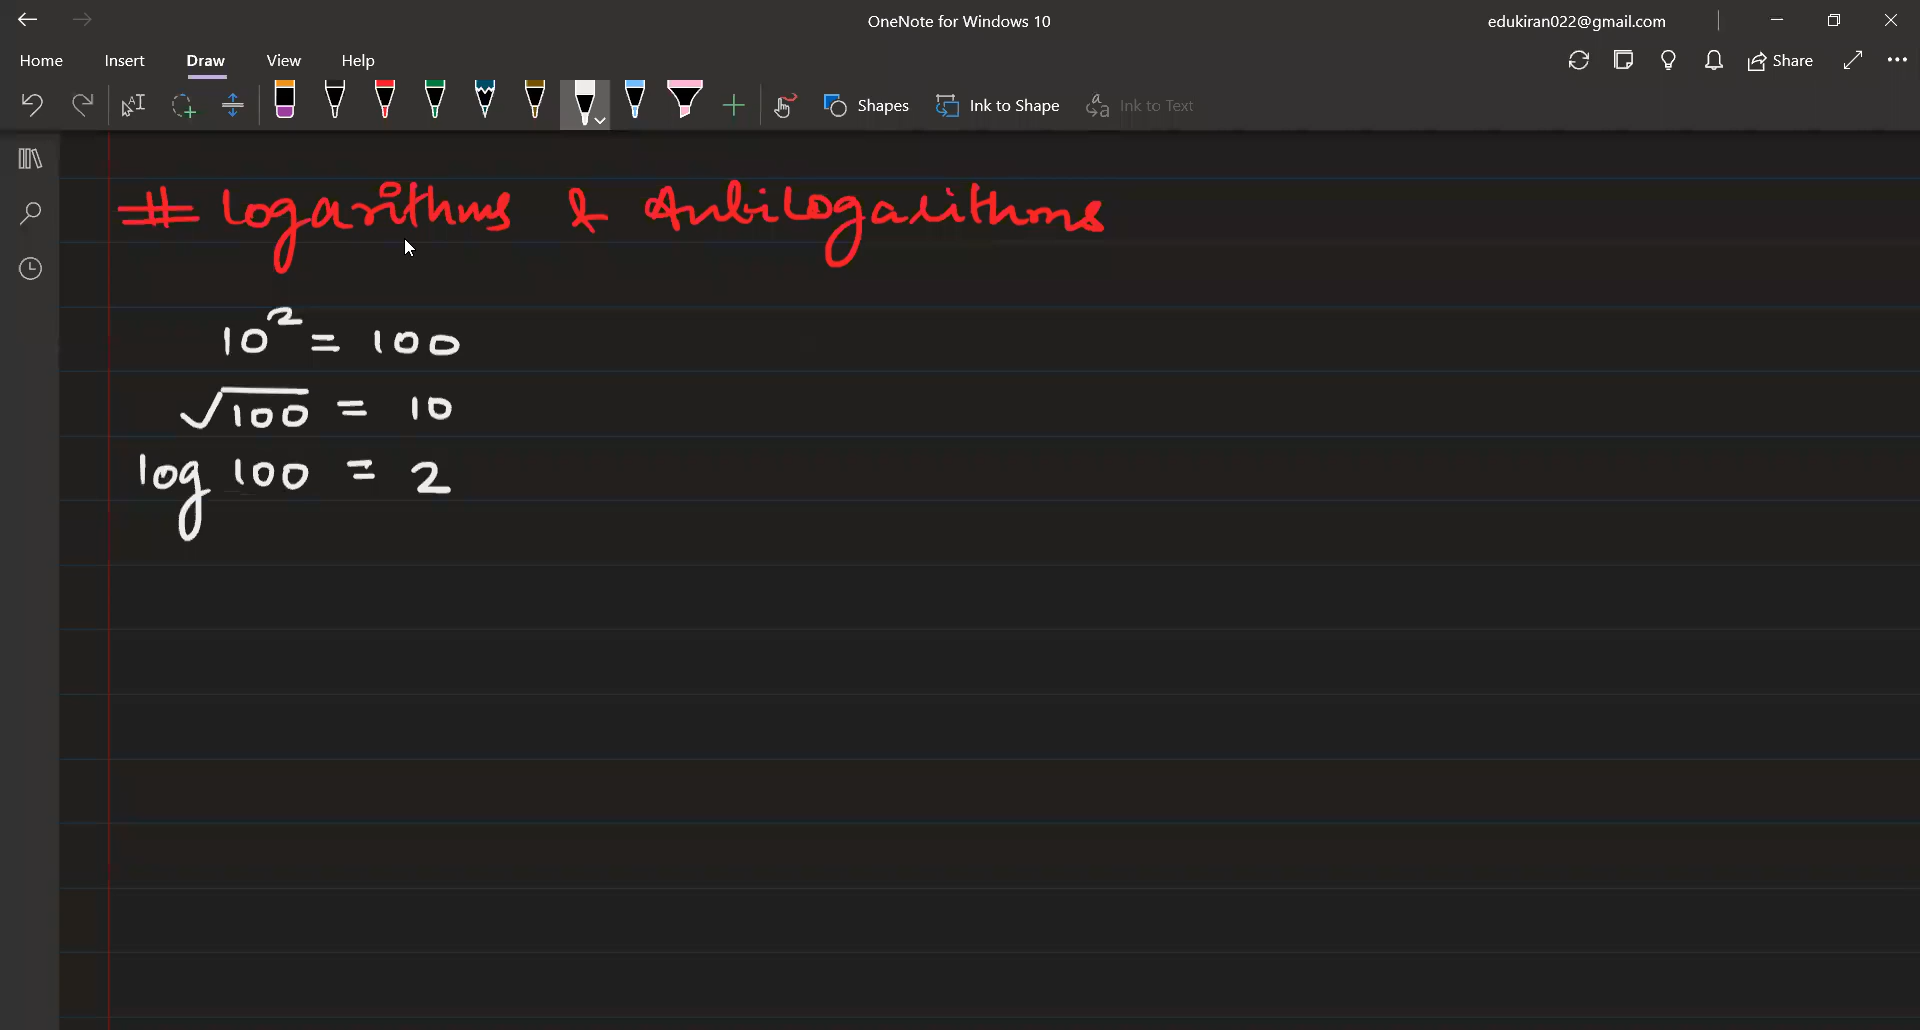 OneNote for Windows 10
edukiran022@gmail.com
Home Insert Draw View Help
Share
Shapes Ink to Shape Ink to Text
# Logarithms & Antilogarithms
10² = 100
√100 = 10
log 100 = 2